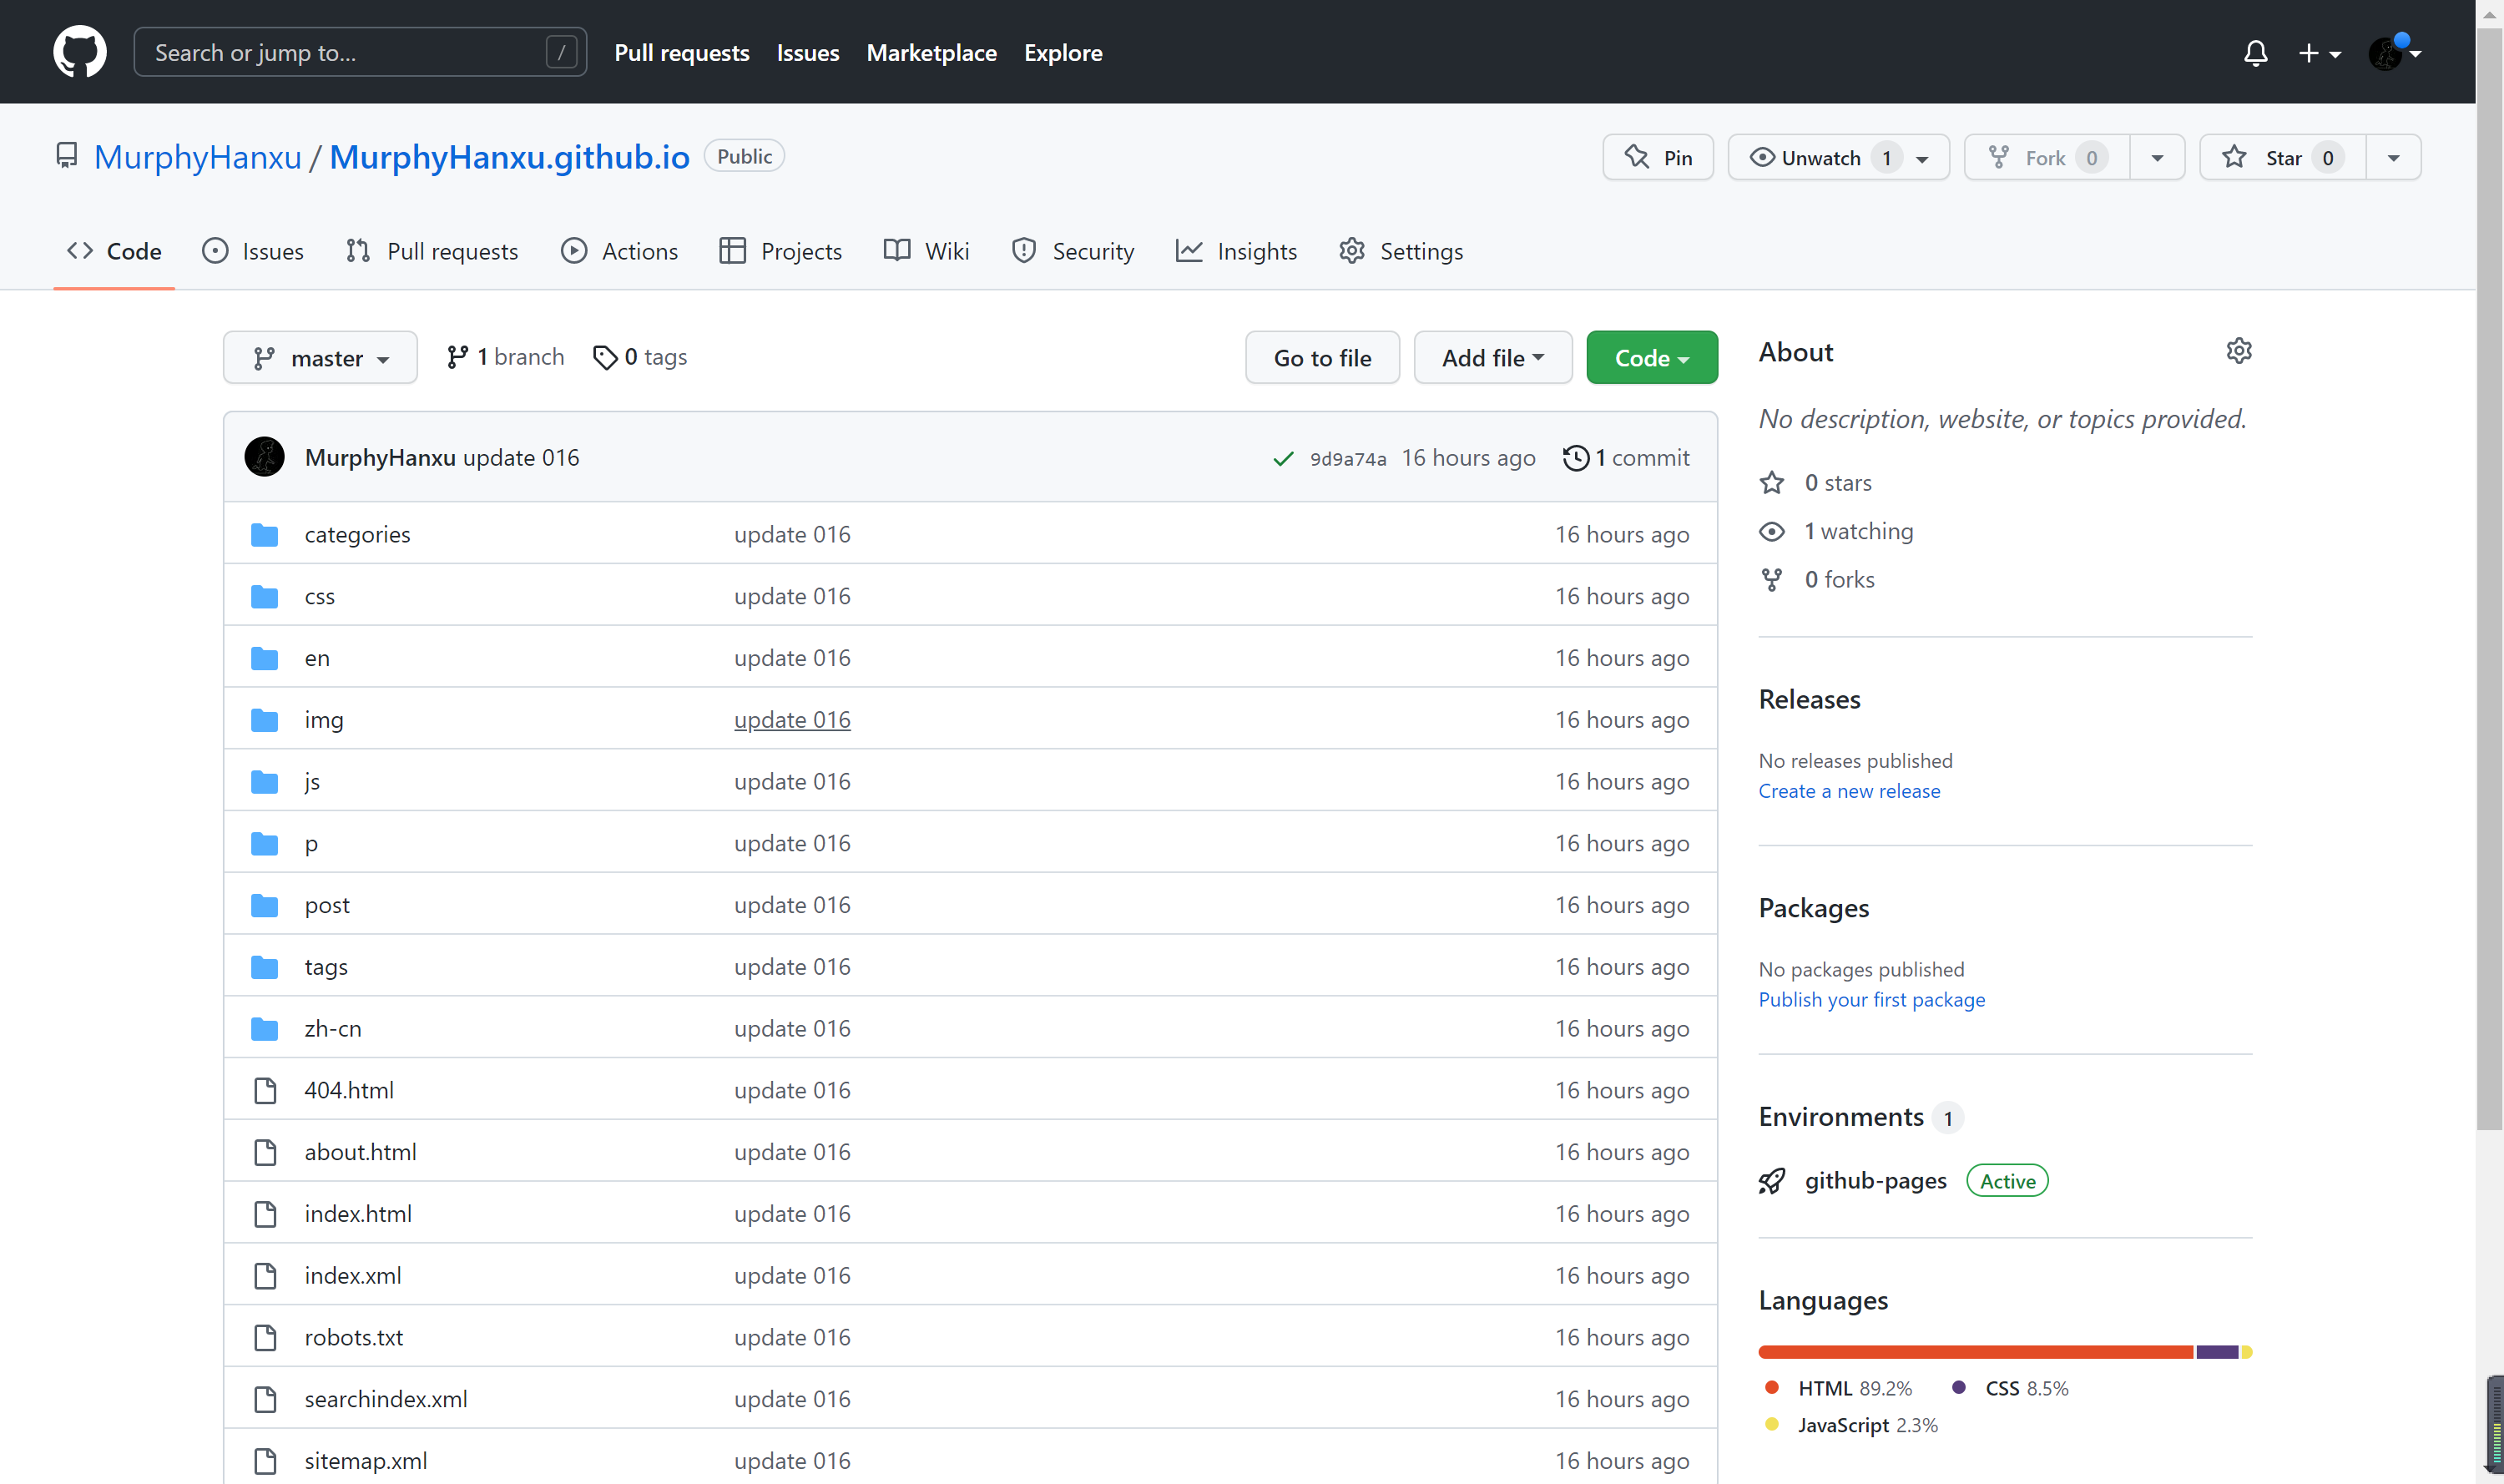 Search or jump to... /
Pull requests Issues Marketplace Explore
MurphyHanxu / MurphyHanxu.github.io Public
Pin Unwatch 1 Fork 0 Star 0
Code Issues Pull requests Actions Projects Wiki Security Insights Settings
master 1 branch 0 tags Go to file Add file Code
MurphyHanxu update 016 9d9a74a 16 hours ago 1 commit
categories update 016 16 hours ago
css update 016 16 hours ago
en update 016 16 hours ago
img update 016 16 hours ago
js update 016 16 hours ago
p update 016 16 hours ago
post update 016 16 hours ago
tags update 016 16 hours ago
zh-cn update 016 16 hours ago
404.html update 016 16 hours ago
about.html update 016 16 hours ago
index.html update 016 16 hours ago
index.xml update 016 16 hours ago
robots.txt update 016 16 hours ago
searchindex.xml update 016 16 hours ago
sitemap.xml update 016 16 hours ago
About
No description, website, or topics provided.
0 stars
1 watching
0 forks
Releases
No releases published
Create a new release
Packages
No packages published
Publish your first package
Environments 1
github-pages Active
Languages
HTML 89.2% CSS 8.5%
JavaScript 2.3%